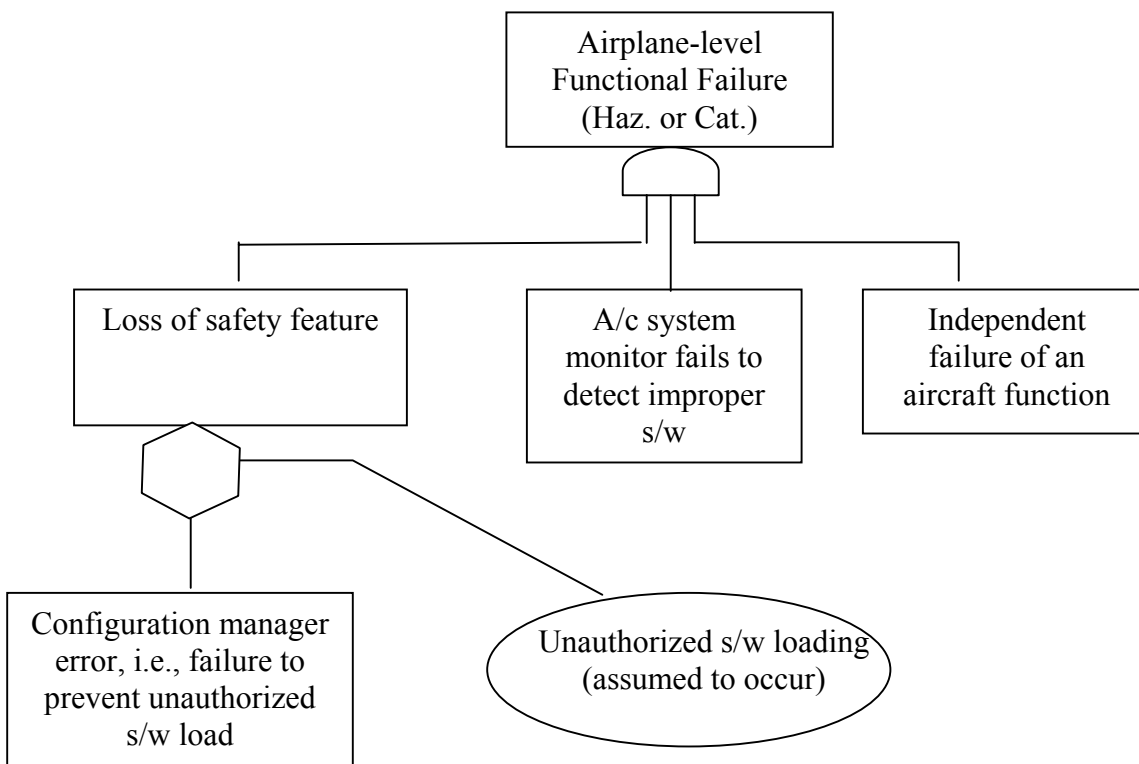 Airplane-level
Functional Failure
(Haz. or Cat.)
Loss of safety feature
A/c system
monitor fails to
detect improper
s/w
Independent
failure of an
aircraft function
Configuration manager
error, i.e., failure to
prevent unauthorized
s/w load
Unauthorized s/w loading
(assumed to occur)